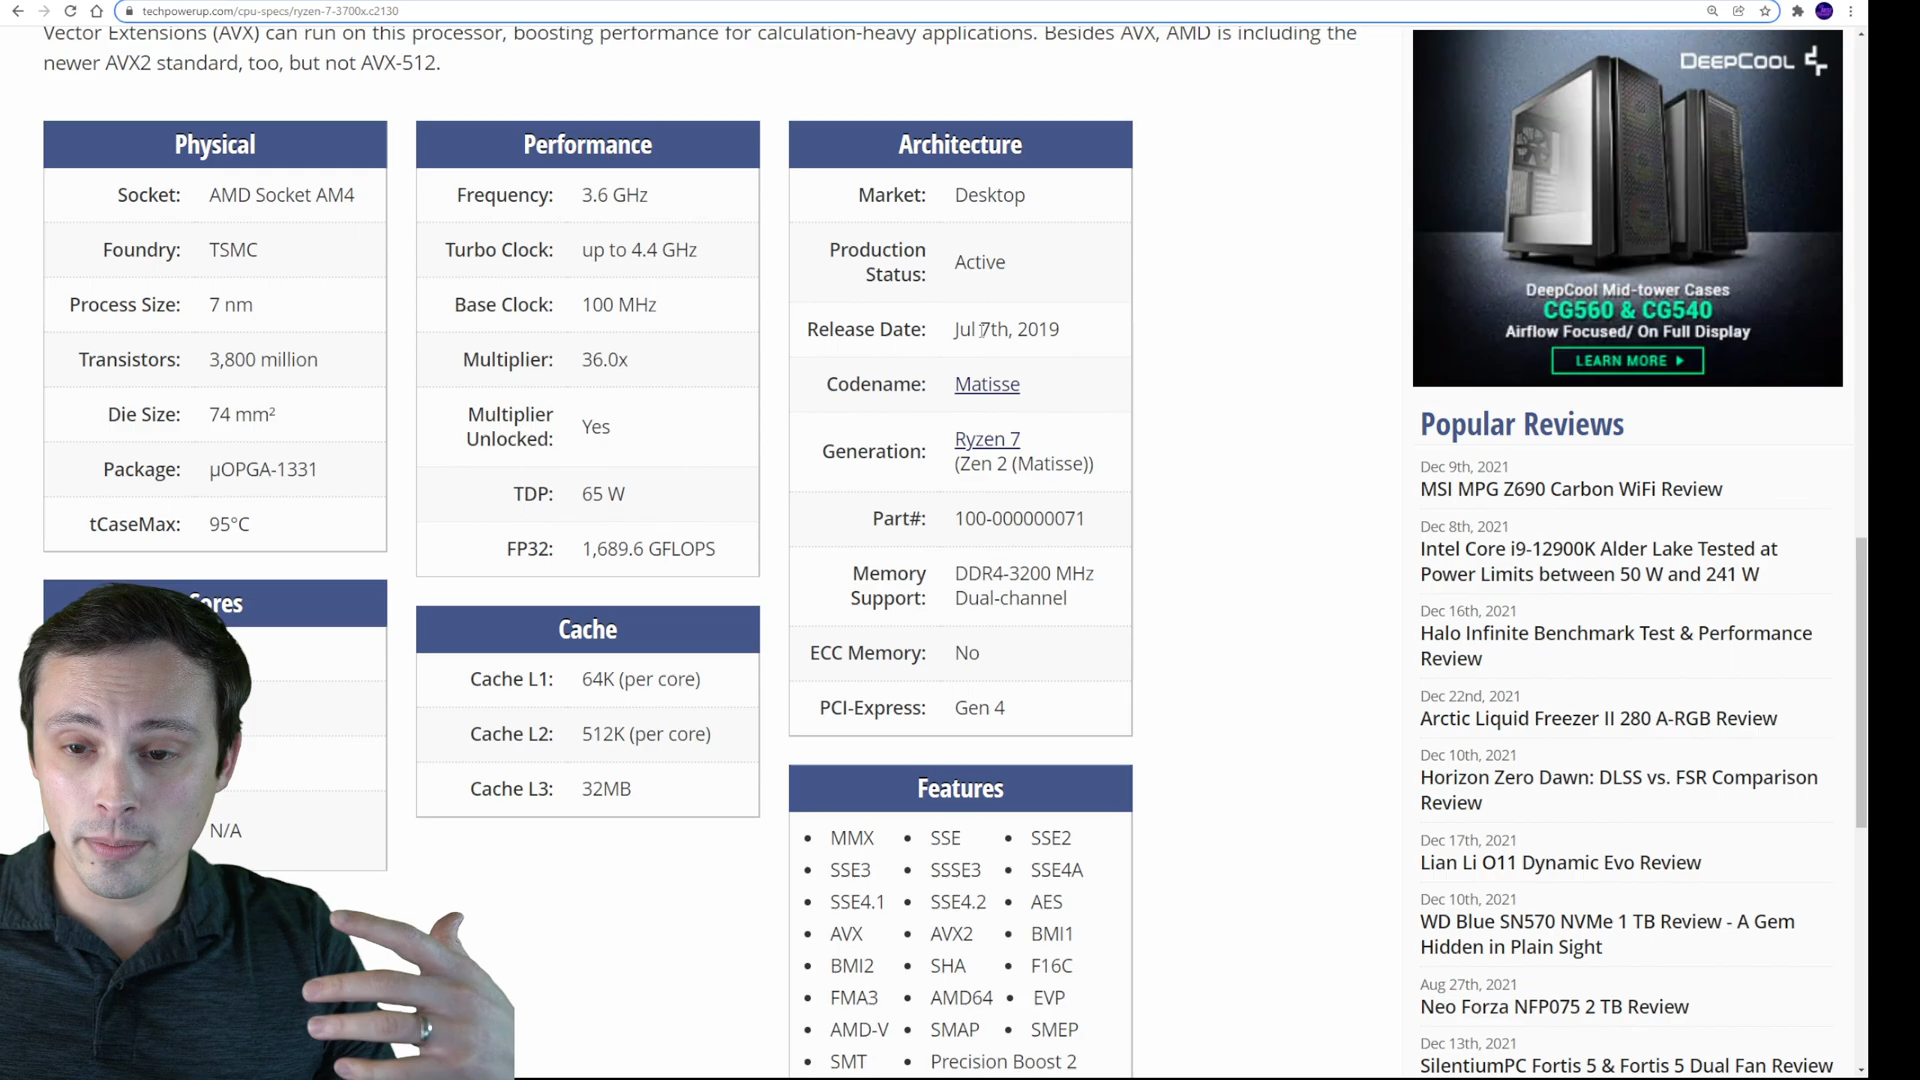 techpowerup.com/cpu-specs/ryzen-7-3700x.c2130
Vector Extensions (AVX) can run on this processor, boosting performance for calculation-heavy applications. Besides AVX, AMD is including the
newer AVX2 standard, too, but not AVX-512.
Physical
Socket: AMD Socket AM4
Foundry: TSMC
Process Size: 7 nm
Transistors: 3,800 million
Die Size: 74 mm²
Package: µOPGA-1331
tCaseMax: 95°C
N/A
Performance
Frequency: 3.6 GHz
Turbo Clock: up to 4.4 GHz
Base Clock: 100 MHz
Multiplier: 36.0x
Multiplier
Unlocked: Yes
TDP: 65 W
FP32: 1,689.6 GFLOPS
Cache
Cache L1: 64K (per core)
Cache L2: 512K (per core)
Cache L3: 32MB
Architecture
Market: Desktop
Production
Status: Active
Release Date: Jul 7th, 2019
Codename: Matisse
Generation: Ryzen 7
(Zen 2 (Matisse))
Part#: 100-000000071
Memory
Support: DDR4-3200 MHz
Dual-channel
ECC Memory: No
PCI-Express: Gen 4
Features
• MMX • SSE • SSE2
• SSE3 • SSSE3 • SSE4A
• SSE4.1 • SSE4.2 • AES
• AVX • AVX2 • BMI1
• BMI2 • SHA • F16C
• FMA3 • AMD64 • EVP
• AMD-V • SMAP • SMEP
• SMT • Precision Boost 2
DEEPCOOL
DeepCool Mid-tower Cases
CG560 & CG540
Airflow Focused/ On Full Display
LEARN MORE
Popular Reviews
Dec 9th, 2021
MSI MPG Z690 Carbon WiFi Review
Dec 8th, 2021
Intel Core i9-12900K Alder Lake Tested at
Power Limits between 50 W and 241 W
Dec 16th, 2021
Halo Infinite Benchmark Test & Performance
Review
Dec 22nd, 2021
Arctic Liquid Freezer II 280 A-RGB Review
Dec 10th, 2021
Horizon Zero Dawn: DLSS vs. FSR Comparison
Review
Dec 17th, 2021
Lian Li O11 Dynamic Evo Review
Dec 10th, 2021
WD Blue SN570 NVMe 1 TB Review - A Gem
Hidden in Plain Sight
Aug 27th, 2021
Neo Forza NFP075 2 TB Review
Dec 13th, 2021
SilentiumPC Fortis 5 & Fortis 5 Dual Fan Review